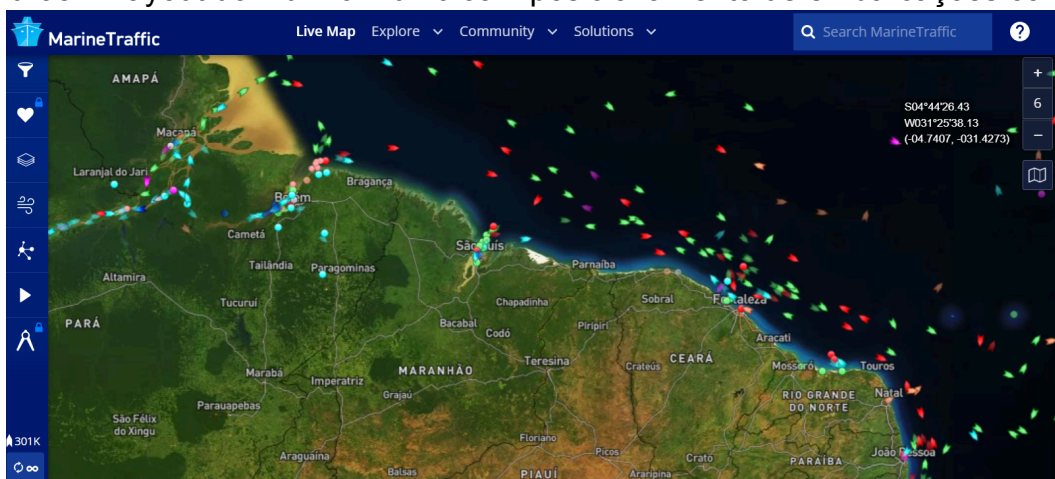 MarineTraffic
Live Map Explore Community Solutions
Search MarineTraffic
?
+
6
−
S04°44'26.43
W031°25'38.13
(-04.7407, -031.4273)
AMAPÁ
Macapá
Laranjal do Jari
Bragança
Belém
Cametá
São Luís
Tailândia
Paragominas
Parnaíba
Altamira
Tucuruí
Chapadinha
Sobral
Fortaleza
PARÁ
Bacabal
Codó
Piripiri
Aracati
Marabá
Imperatriz
MARANHÃO
Teresina
Crateús
CEARÁ
Mossoró
Touros
Grajaú
RIO GRANDE
DO NORTE
Natal
Parauapebas
São Félix
do Xingu
Floriano
Picos
Crato
João Pessoa
PARAÍBA
Araguaína
Balsas
PIAUÍ
Araripina
301K